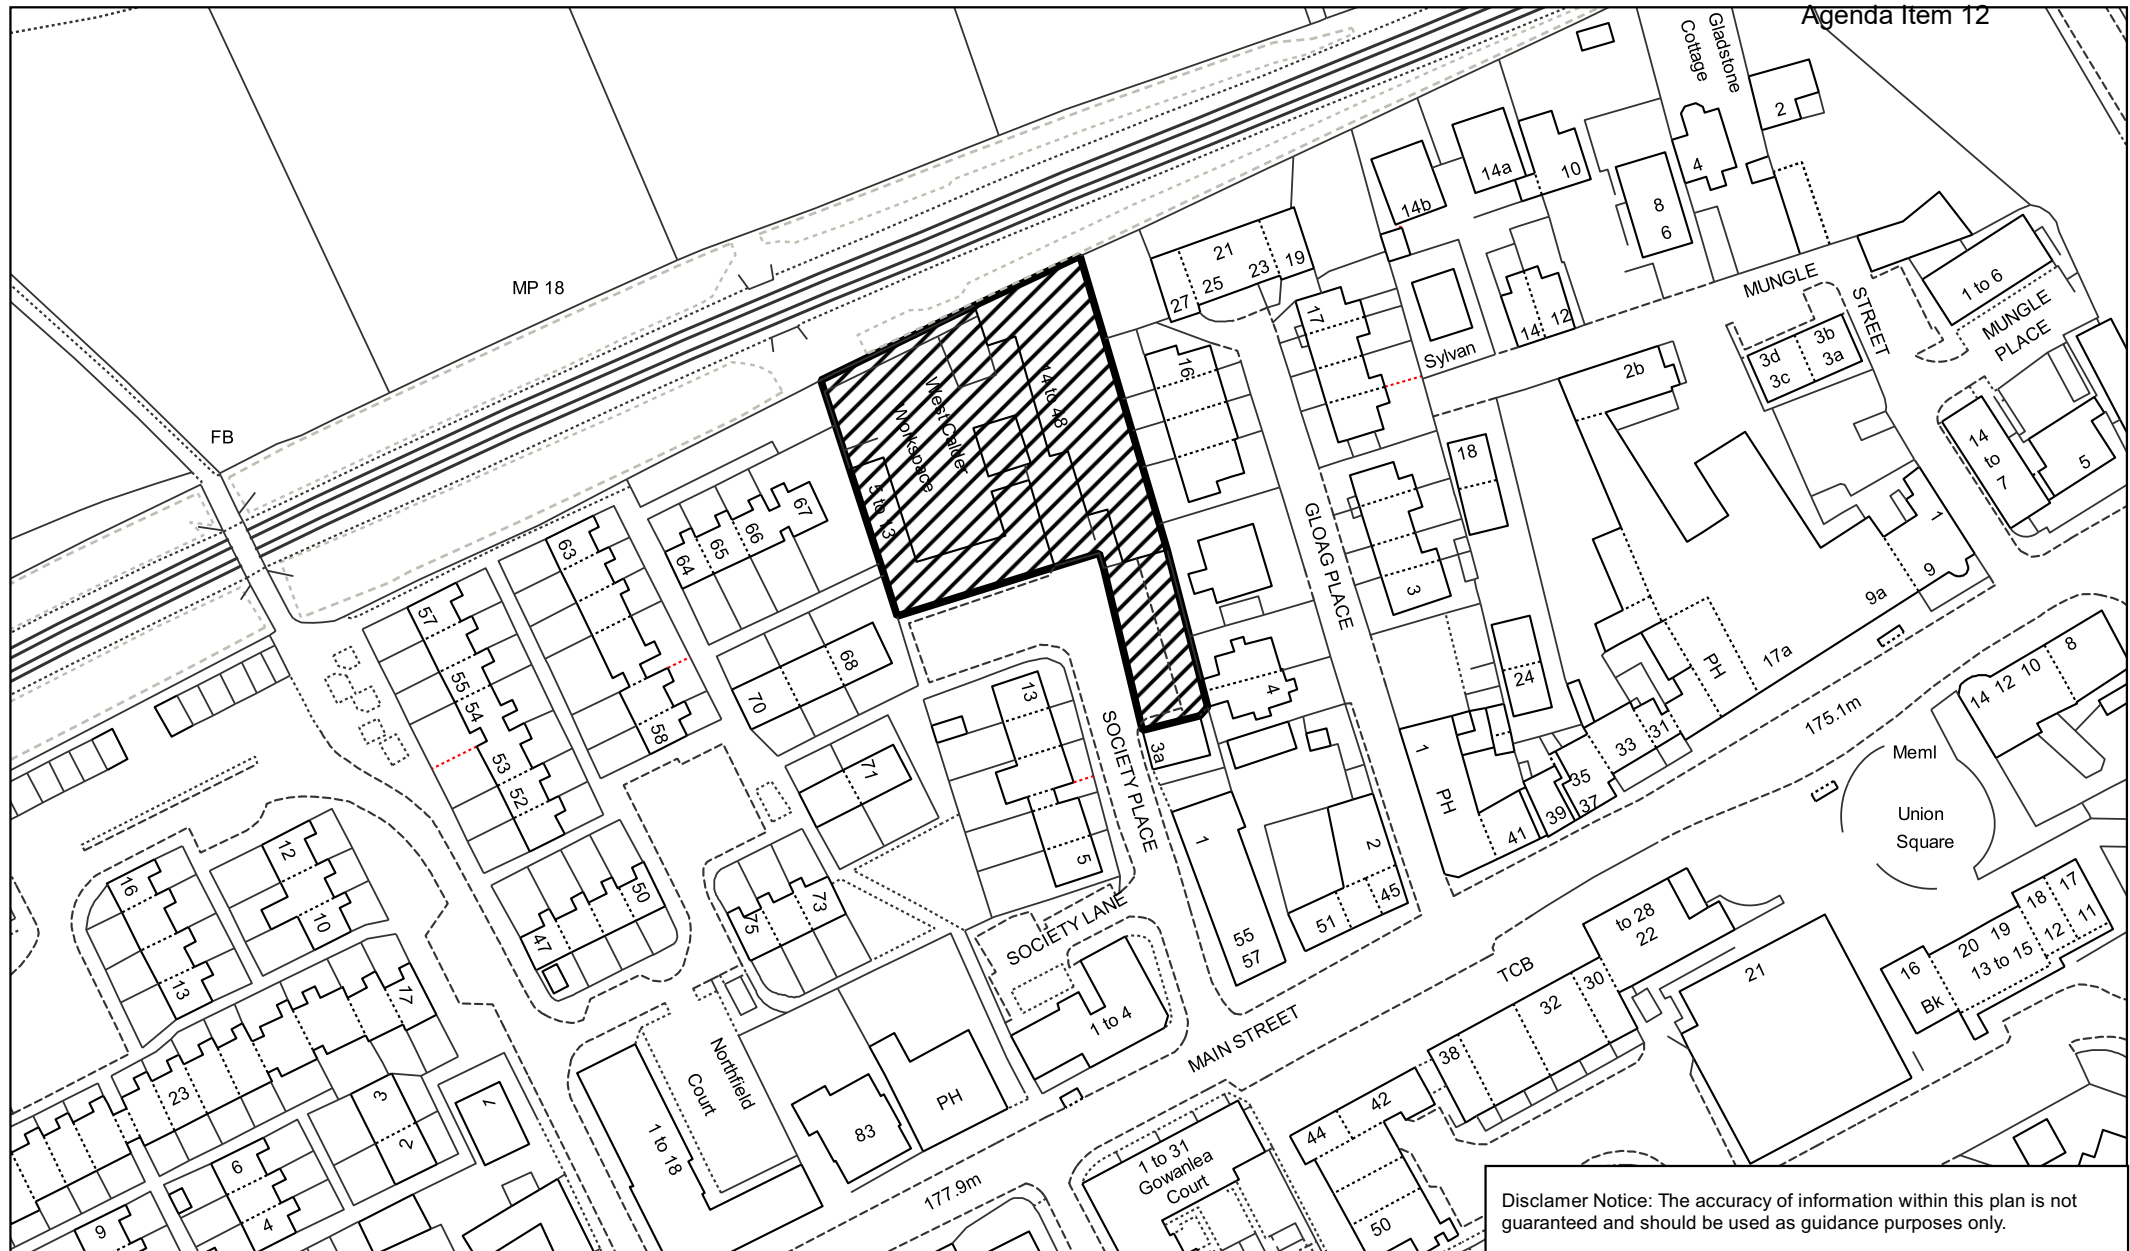 Agenda Item 12
Gladstone
Cottage
2
4
10
14a
14b
8
6
21
19
23
25
27
MP 18
MUNGLE
STREET
1 to 6
MUNGLE
PLACE
17
Sylvan
14
12
3b
3a
3d
3c
2b
16
14 to 48
West Calder
Workspace
5 to 13
FB
18
14
to
7
5
67
66
65
64
63
57
GLOAG PLACE
3
1
9
9a
17a
PH
68
70
55
54
53
52
58
13
4
24
8
10
12
14
175.1m
SOCIETY PLACE
3a
1
PH
31
33
35
37
39
41
Meml
Union
Square
71
5
1
2
45
51
55
57
12
10
16
13
50
47
73
75
SOCIETY LANE
1 to 4
MAIN STREET
TCB
to 28
22
30
32
38
21
17
18
11
12
19
20
13 to 15
16
Bk
77
23
3
2
6
4
9
7
Northfield
Court
1 to 18
83
PH
177.9m
1 to 31
Gowanlea
Court
42
44
50
Disclamer Notice: The accuracy of information within this plan is not
guaranteed and should be used as guidance purposes only.